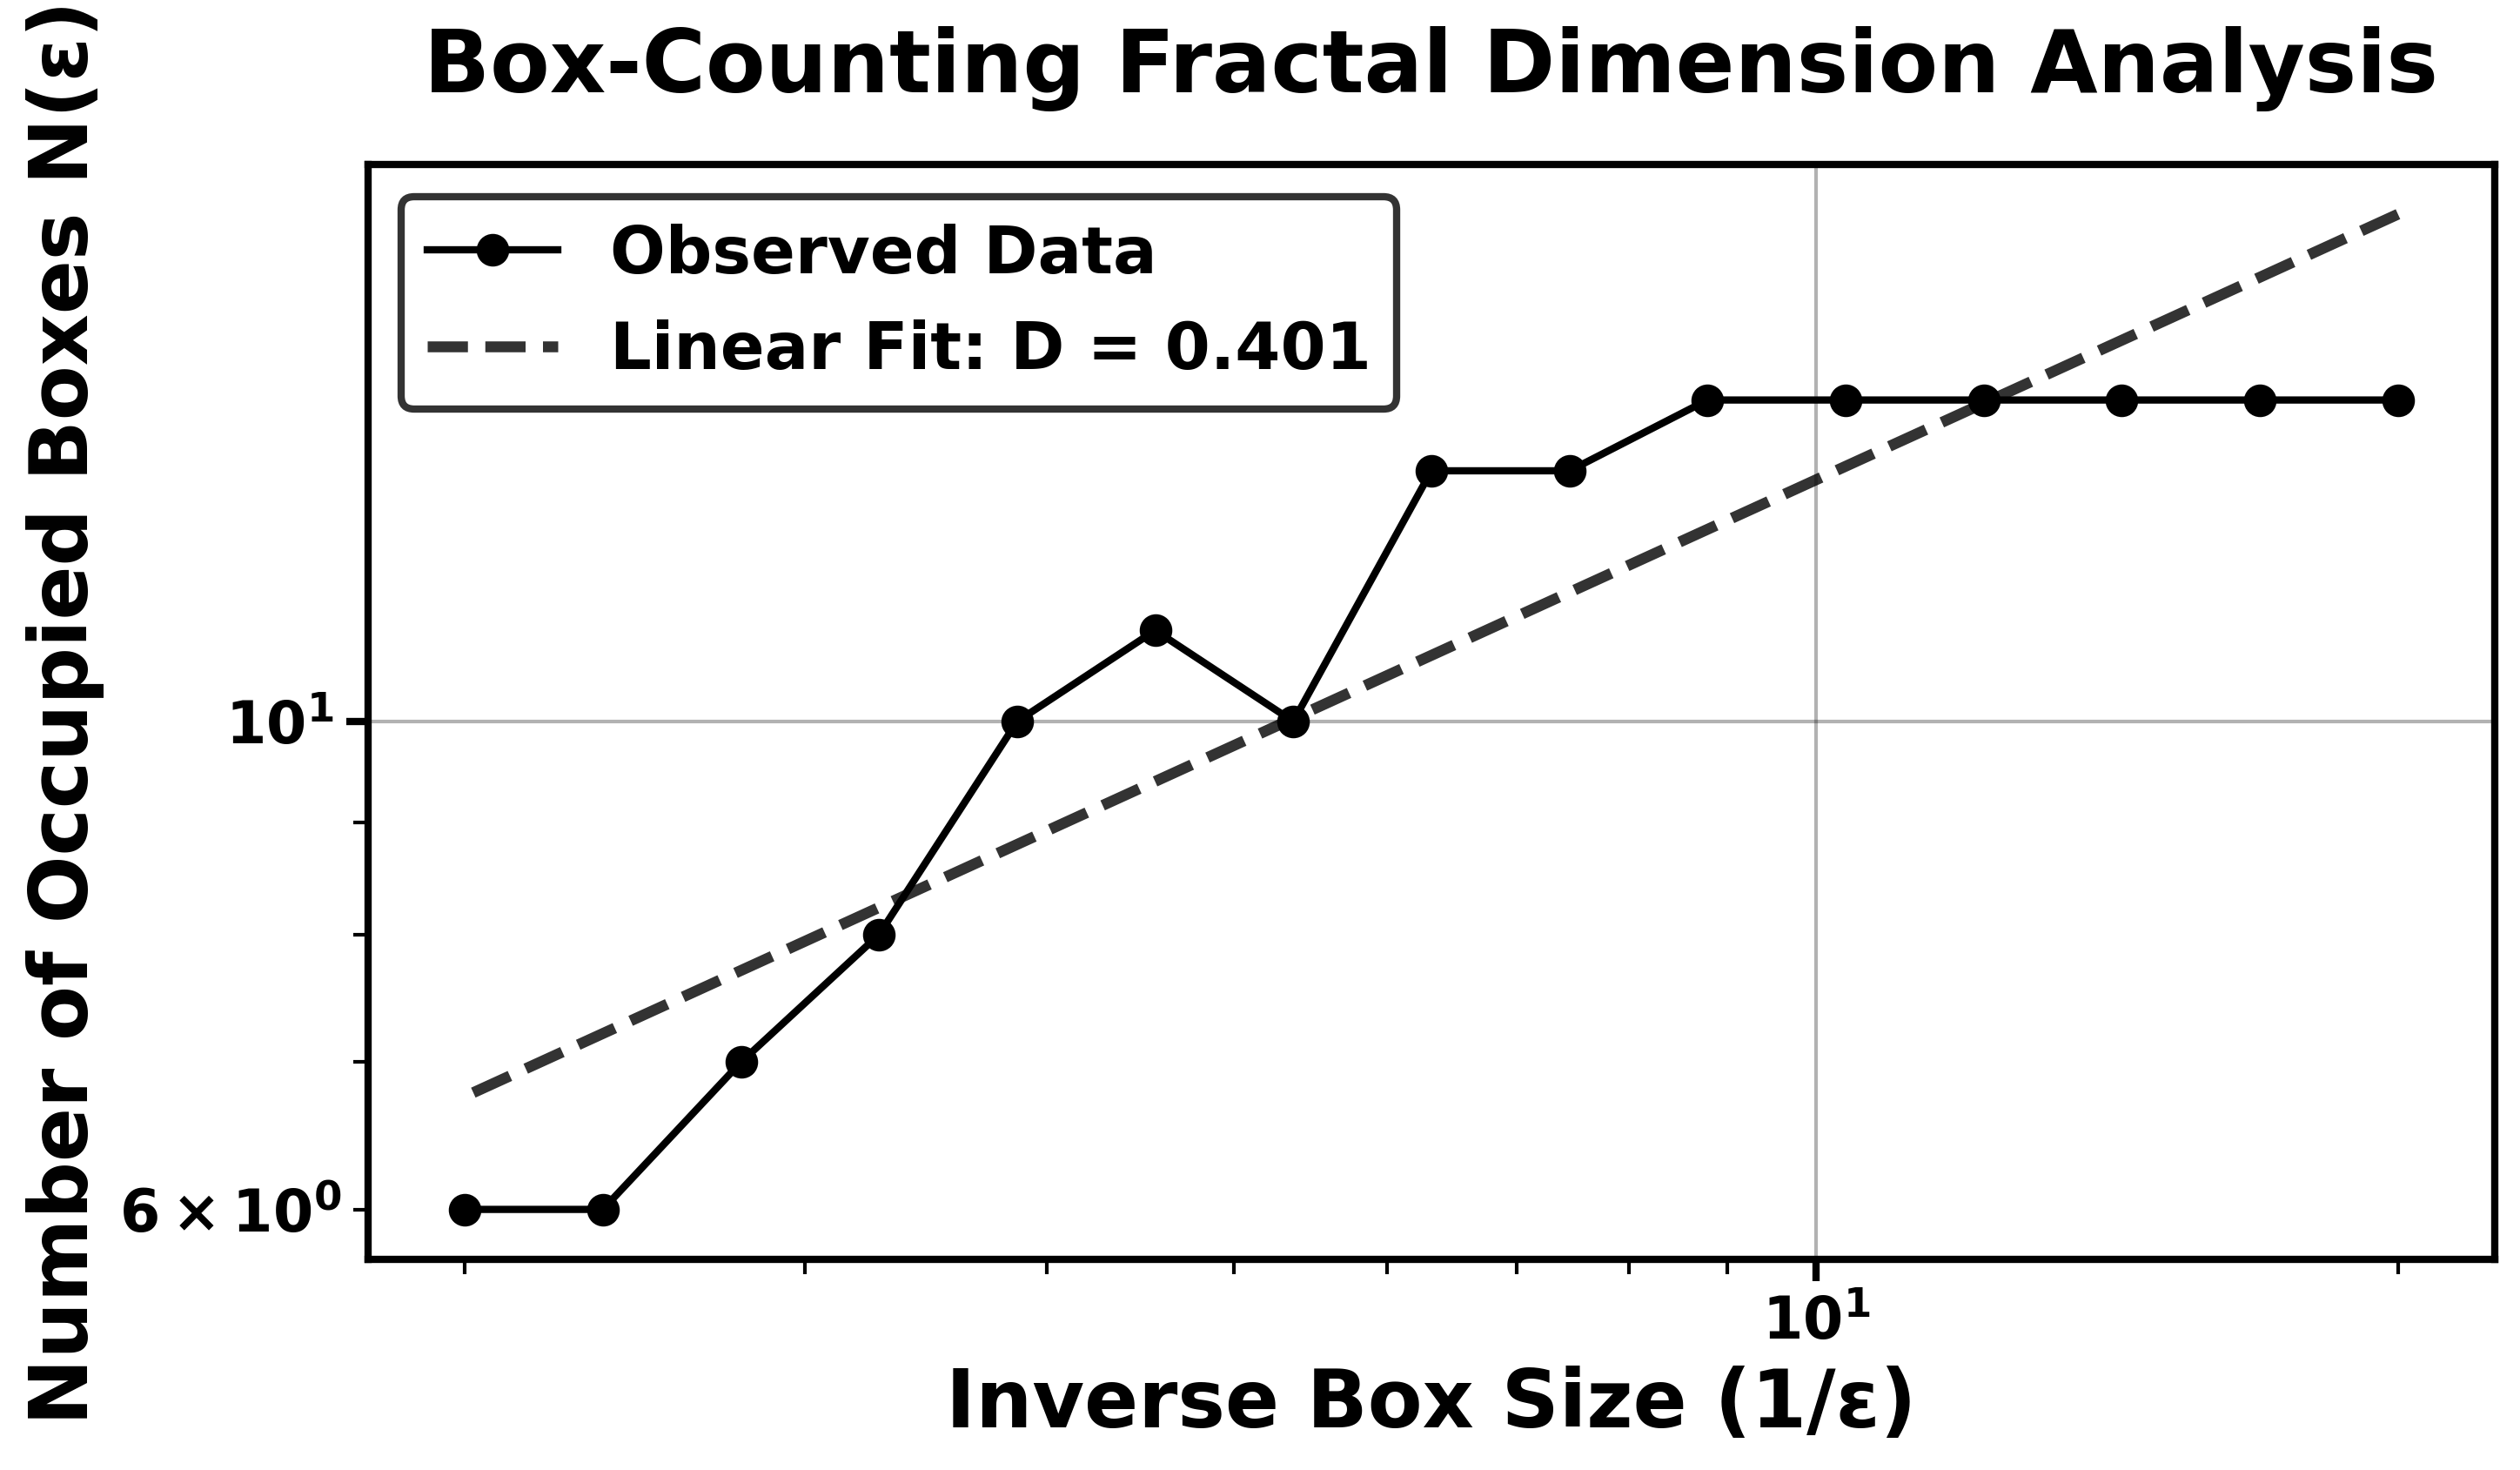 Box-Counting Fractal Dimension Analysis
Number of Occupied Boxes N(ε)
Observed Data
Linear Fit: D = 0.401
10¹
6 × 10⁰
10¹
Inverse Box Size (1/ε)